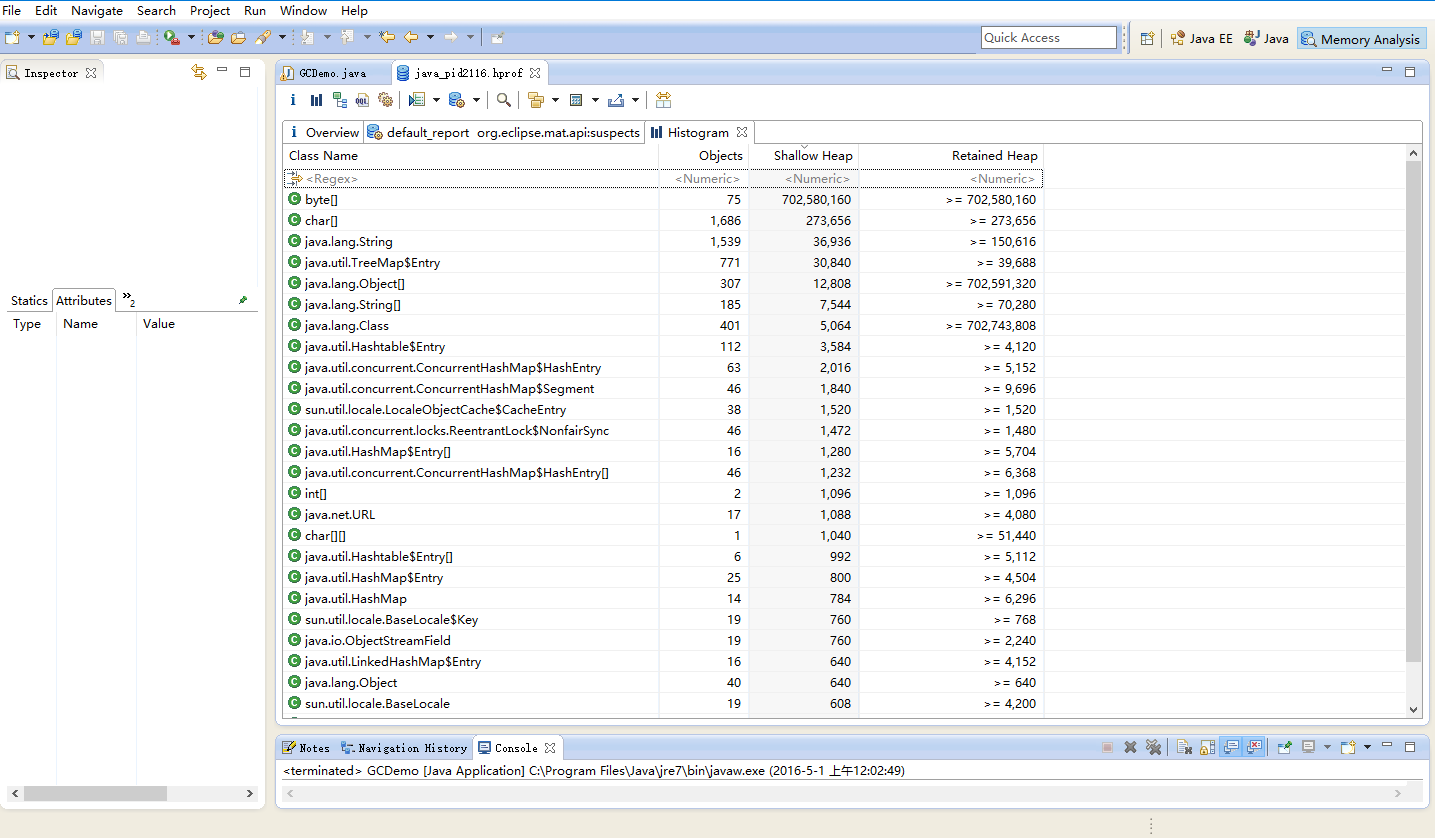 File Edit Navigate Search Project Run Window Help
Quick Access Java EE Java Memory Analysis
Inspector
GCDemo.java java_pid2116.hprof
i OQL
i Overview default_report org.eclipse.mat.api:suspects Histogram
Class Name Objects Shallow Heap Retained Heap
<Regex> <Numeric> <Numeric> <Numeric>
byte[] 75 702,580,160 >= 702,580,160
char[] 1,686 273,656 >= 273,656
java.lang.String 1,539 36,936 >= 150,616
java.util.TreeMap$Entry 771 30,840 >= 39,688
java.lang.Object[] 307 12,808 >= 702,591,320
java.lang.String[] 185 7,544 >= 70,280
java.lang.Class 401 5,064 >= 702,743,808
java.util.Hashtable$Entry 112 3,584 >= 4,120
java.util.concurrent.ConcurrentHashMap$HashEntry 63 2,016 >= 5,152
java.util.concurrent.ConcurrentHashMap$Segment 46 1,840 >= 9,696
sun.util.locale.LocaleObjectCache$CacheEntry 38 1,520 >= 1,520
java.util.concurrent.locks.ReentrantLock$NonfairSync 46 1,472 >= 1,480
java.util.HashMap$Entry[] 16 1,280 >= 5,704
java.util.concurrent.ConcurrentHashMap$HashEntry[] 46 1,232 >= 6,368
int[] 2 1,096 >= 1,096
java.net.URL 17 1,088 >= 4,080
char[][] 1 1,040 >= 51,440
java.util.Hashtable$Entry[] 6 992 >= 5,112
java.util.HashMap$Entry 25 800 >= 4,504
java.util.HashMap 14 784 >= 6,296
sun.util.locale.BaseLocale$Key 19 760 >= 768
java.io.ObjectStreamField 19 760 >= 2,240
java.util.LinkedHashMap$Entry 16 640 >= 4,152
java.lang.Object 40 640 >= 640
sun.util.locale.BaseLocale 19 608 >= 4,200
Statics Attributes »2
Type Name Value
Notes Navigation History Console
<terminated> GCDemo [Java Application] C:\Program Files\Java\jre7\bin\javaw.exe (2016-5-1 上午12:02:49)